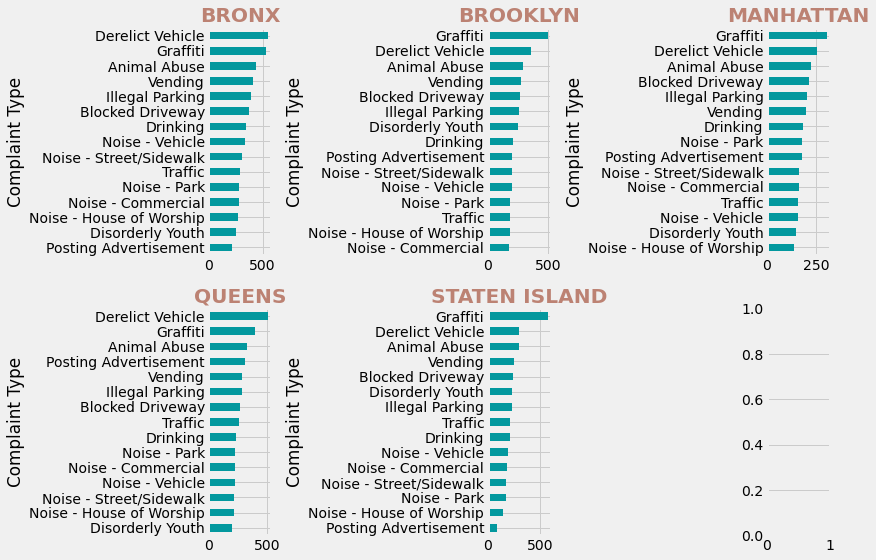 BRONX
Complaint Type
Derelict Vehicle
Graffiti
Animal Abuse
Vending
Illegal Parking
Blocked Driveway
Drinking
Noise - Vehicle
Noise - Street/Sidewalk
Traffic
Noise - Park
Noise - Commercial
Noise - House of Worship
Disorderly Youth
Posting Advertisement
0 500
BROOKLYN
Complaint Type
Graffiti
Derelict Vehicle
Animal Abuse
Vending
Blocked Driveway
Illegal Parking
Disorderly Youth
Drinking
Posting Advertisement
Noise - Street/Sidewalk
Noise - Vehicle
Noise - Park
Traffic
Noise - House of Worship
Noise - Commercial
0 500
MANHATTAN
Complaint Type
Graffiti
Derelict Vehicle
Animal Abuse
Blocked Driveway
Illegal Parking
Vending
Drinking
Noise - Park
Posting Advertisement
Noise - Street/Sidewalk
Noise - Commercial
Traffic
Noise - Vehicle
Disorderly Youth
Noise - House of Worship
0 250
QUEENS
Complaint Type
Derelict Vehicle
Graffiti
Animal Abuse
Posting Advertisement
Vending
Illegal Parking
Blocked Driveway
Traffic
Drinking
Noise - Park
Noise - Commercial
Noise - Vehicle
Noise - Street/Sidewalk
Noise - House of Worship
Disorderly Youth
0 500
STATEN ISLAND
Complaint Type
Graffiti
Derelict Vehicle
Animal Abuse
Vending
Blocked Driveway
Disorderly Youth
Illegal Parking
Traffic
Drinking
Noise - Vehicle
Noise - Commercial
Noise - Street/Sidewalk
Noise - Park
Noise - House of Worship
Posting Advertisement
0 500
1.0
0.8
0.6
0.4
0.2
0.0
0 1